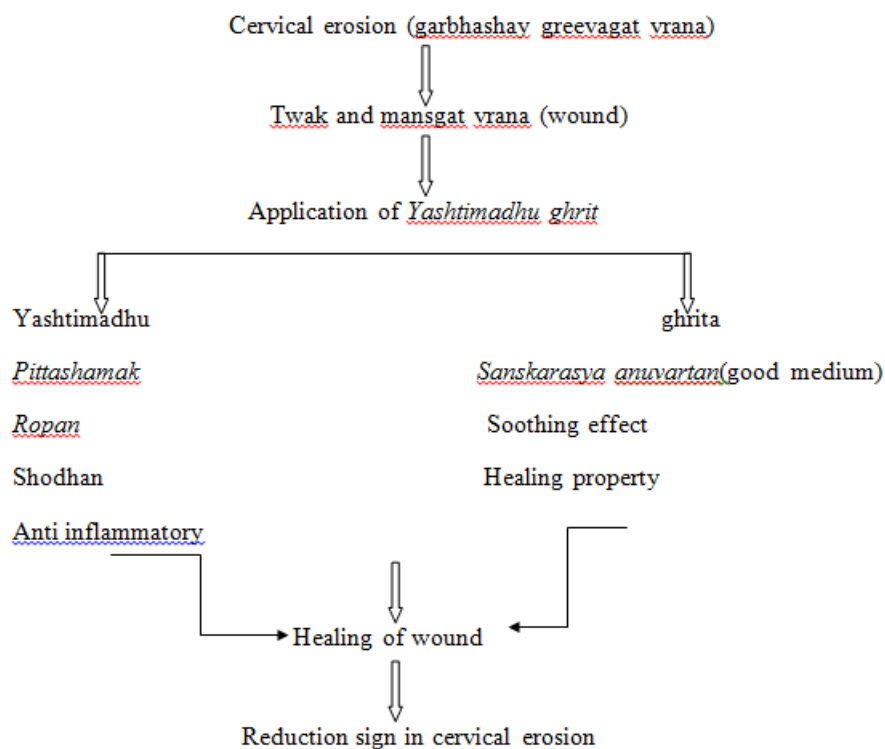 Cervical erosion (garbhashay greevagat vrana)
Twak and mansgat vrana (wound)
Application of Yashtimadhu ghrit
Yashtimadhu
ghrita
Pittashamak
Sanskarasya anuvartan(good medium)
Ropan
Soothing effect
Shodhan
Healing property
Anti inflammatory
Healing of wound
Reduction sign in cervical erosion